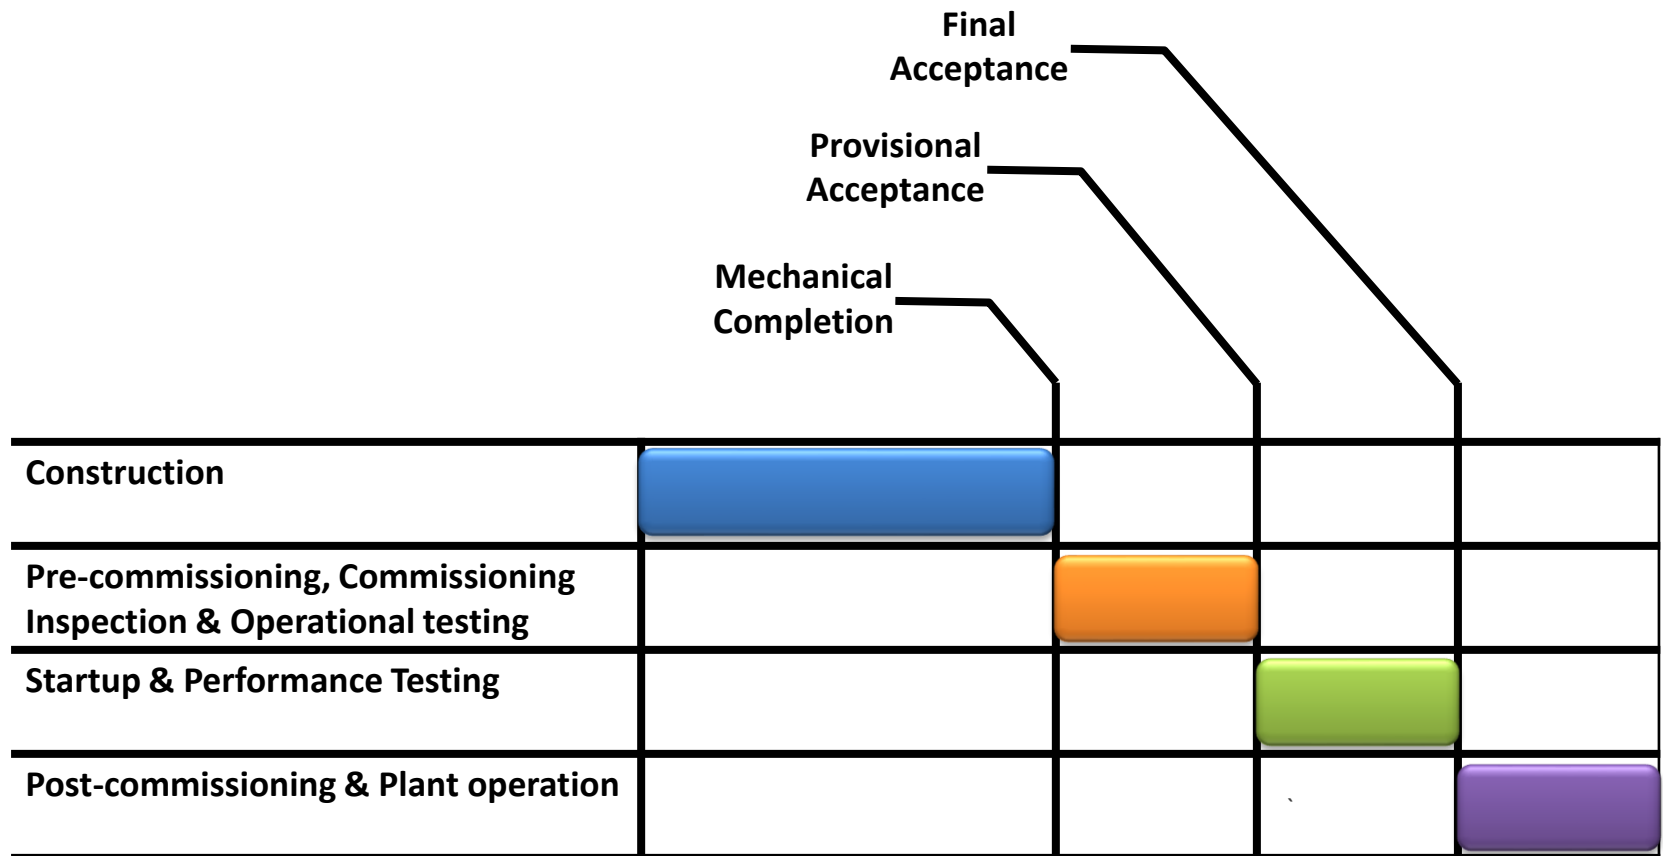 Final
Acceptance
Provisional
Acceptance
Mechanical
Completion
Construction
Pre-commissioning, Commissioning
Inspection & Operational testing
Startup & Performance Testing
Post-commissioning & Plant operation
`